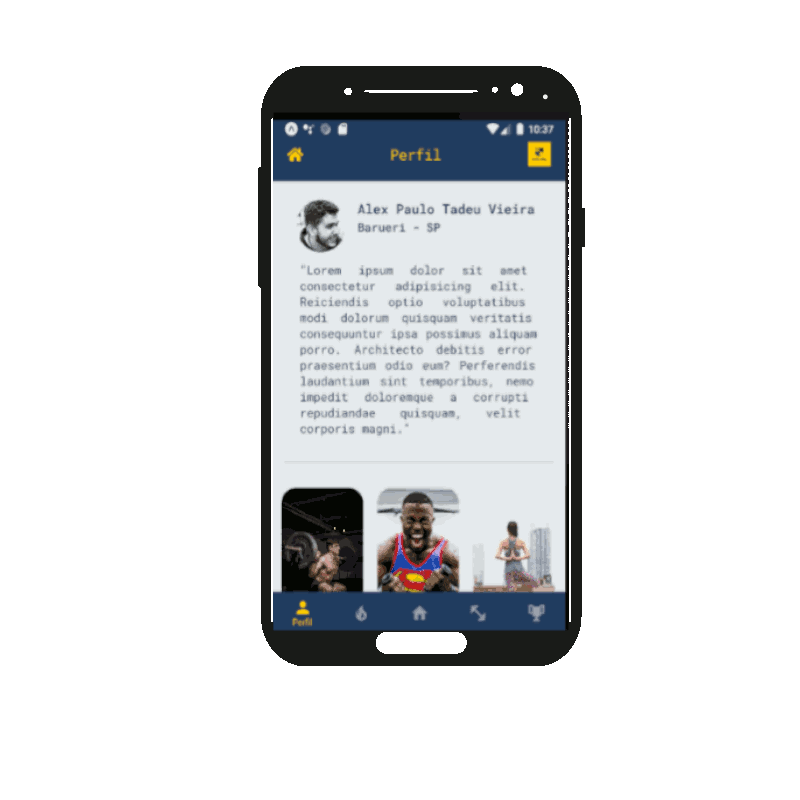 10:37
Perfil
Alex Paulo Tadeu Vieira
Barueri - SP
"Lorem ipsum dolor sit amet
consectetur adipisicing elit.
Reiciendis optio voluptatibus
modi dolorum quisquam veritatis
consequuntur ipsa possimus aliquam
porro. Architecto debitis error
praesentium odio eum? Perferendis
laudantium sint temporibus, nemo
impedit doloremque a corrupti
repudiandae quisquam, velit
corporis magni."
Perfil